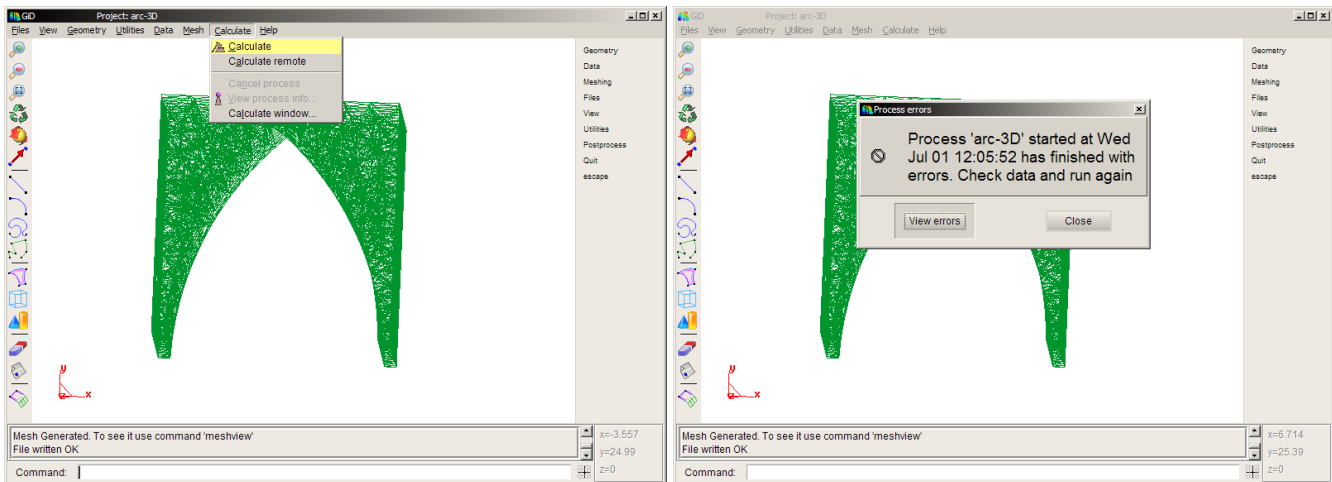 GiD Project: arc-3D
Files View Geometry Utilities Data Mesh Calculate Help
Calculate
Calculate remote
Cancel process
View process info...
Calculate window...
Geometry
Data
Meshing
Files
View
Utilities
Postprocess
Quit
escape
y
z x
Mesh Generated. To see it use command 'meshview'
File written OK
Command:
x=-3.557
y=24.99
z=0
GiD Project: arc-3D
Files View Geometry Utilities Data Mesh Calculate Help
Process errors
Process 'arc-3D' started at Wed
Jul 01 12:05:52 has finished with
errors. Check data and run again
View errors Close
Geometry
Data
Meshing
Files
View
Utilities
Postprocess
Quit
escape
y
z x
Mesh Generated. To see it use command 'meshview'
File written OK
Command:
x=6.714
y=25.39
z=0